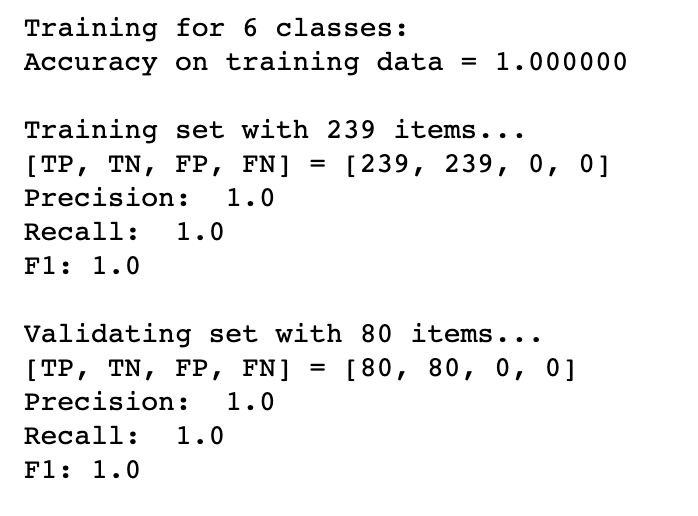 Training for 6 classes:
Accuracy on training data = 1.000000
Training set with 239 items...
[TP, TN, FP, FN] = [239, 239, 0, 0]
Precision:  1.0
Recall:  1.0
F1: 1.0
Validating set with 80 items...
[TP, TN, FP, FN] = [80, 80, 0, 0]
Precision:  1.0
Recall:  1.0
F1: 1.0